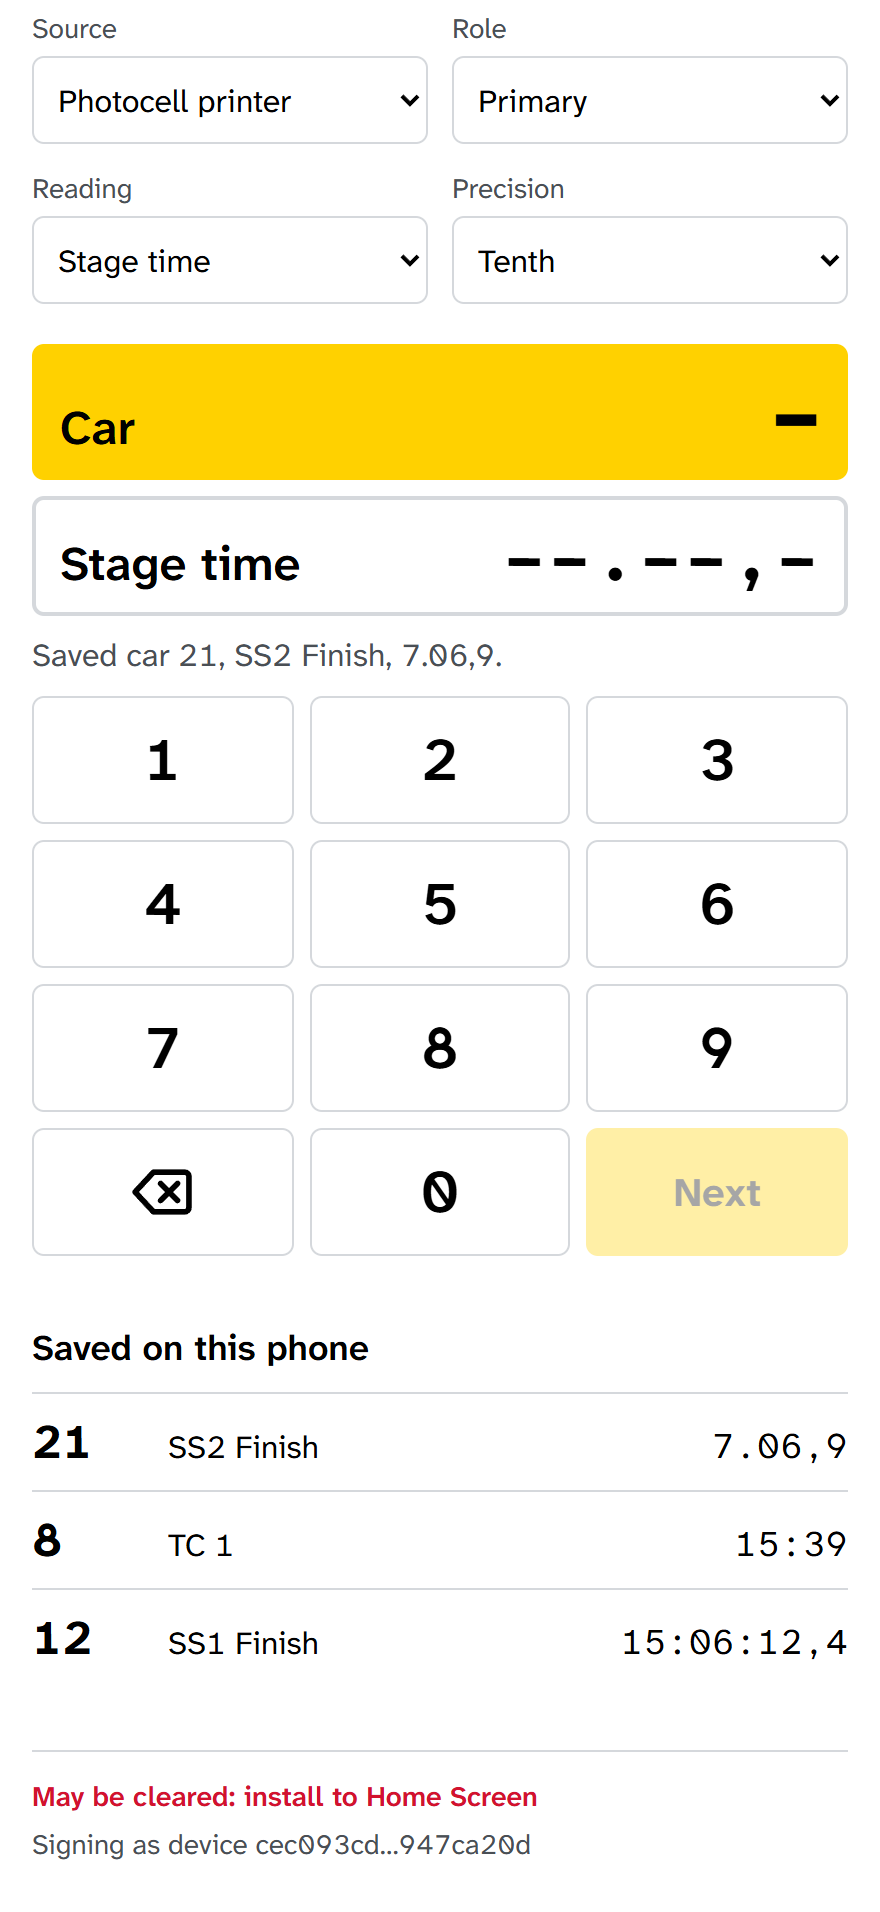 Source Role
Photocell printer Primary
Reading Precision
Stage time Tenth
Car –
Stage time --.--,-
Saved car 21, SS2 Finish, 7.06,9.
1 2 3
4 5 6
7 8 9
0 Next
Saved on this phone
21 SS2 Finish 7.06,9
8 TC 1 15:39
12 SS1 Finish 15:06:12,4
May be cleared: install to Home Screen
Signing as device cec093cd...947ca20d